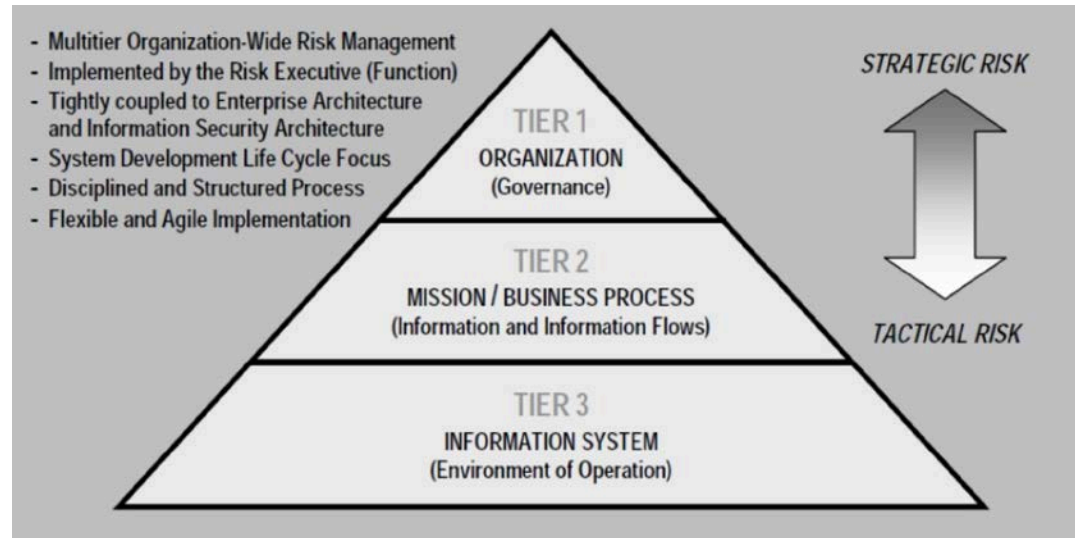 - Multitier Organization-Wide Risk Management
- Implemented by the Risk Executive (Function)
- Tightly coupled to Enterprise Architecture
and Information Security Architecture
- System Development Life Cycle Focus
- Disciplined and Structured Process
- Flexible and Agile Implementation
TIER 1
ORGANIZATION
(Governance)
TIER 2
MISSION / BUSINESS PROCESS
(Information and Information Flows)
TIER 3
INFORMATION SYSTEM
(Environment of Operation)
STRATEGIC RISK
TACTICAL RISK